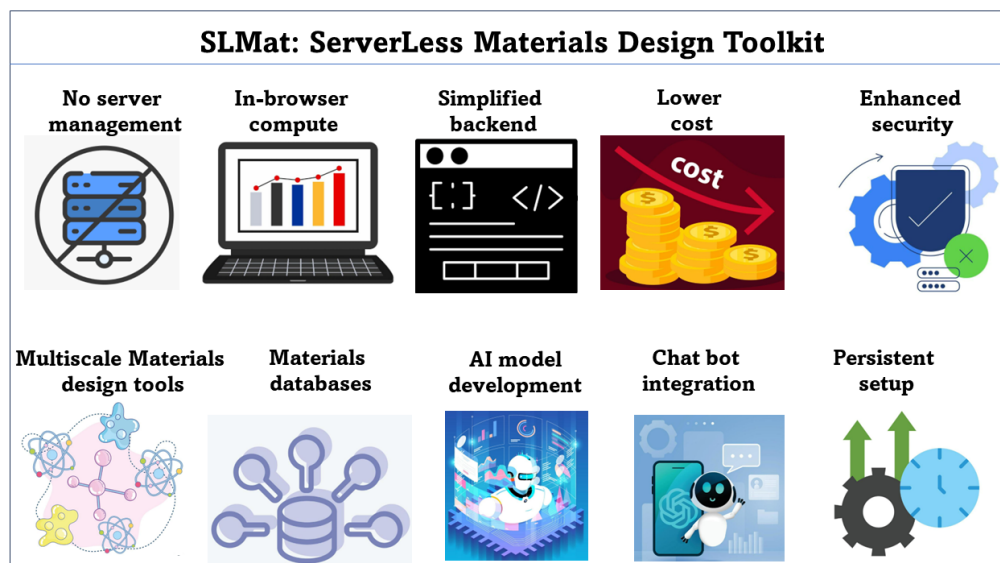 SLMat: ServerLess Materials Design Toolkit
No server
management
In-browser
compute
Simplified
backend
Lower
cost
Enhanced
security
{;} </>
cost
$
$
$
Multiscale Materials
design tools
Materials
databases
AI model
development
Chat bot
integration
Persistent
setup